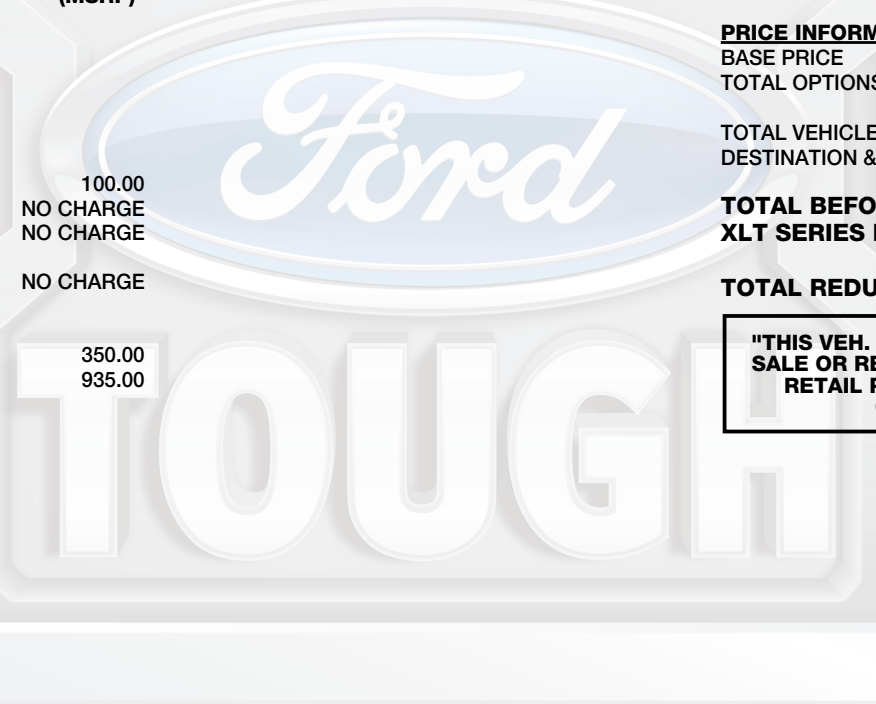 (MSRP)
100.00
NO CHARGE
NO CHARGE
NO CHARGE
350.00
935.00
PRICE INFORM
BASE PRICE
TOTAL OPTIONS
TOTAL VEHICLE
DESTINATION &
TOTAL BEFO
XLT SERIES
TOTAL REDU
"THIS VEH.
SALE OR RE
RETAIL
Ford
TOUGH